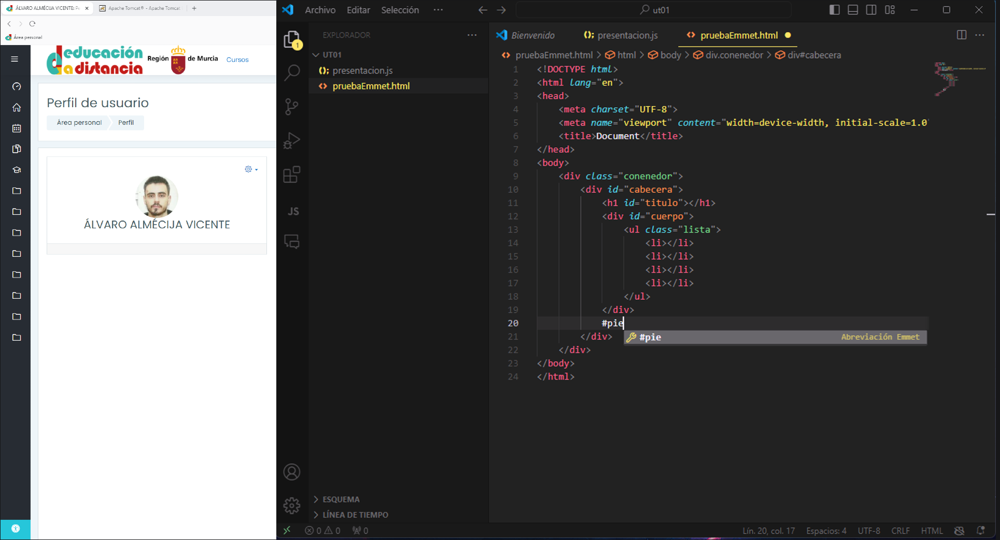 ÁLVARO ALMÉCIJA VICENTE: Pe
Apache Tomcat® - Apache Tomcat
Área personal
educación
a distancia
Región de Murcia
Cursos
Perfil de usuario
Área personal
Perfil
ÁLVARO ALMÉCIJA VICENTE
Archivo Editar Selección ···
ut01
EXPLORADOR
UT01
presentacion.js
pruebaEmmet.html
1
JS
ESQUEMA
LÍNEA DE TIEMPO
Bienvenido
presentacion.js
pruebaEmmet.html
pruebaEmmet.html > html > body > div.conenedor > div#cabecera
1 <!DOCTYPE html>
2 <html lang="en">
3 <head>
4 <meta charset="UTF-8">
5 <meta name="viewport" content="width=device-width, initial-scale=1.0"
6 <title>Document</title>
7 </head>
8 <body>
9 <div class="conenedor">
10 <div id="cabecera">
11 <h1 id="titulo"></h1>
12 <div id="cuerpo">
13 <ul class="lista">
14 <li></li>
15 <li></li>
16 <li></li>
17 <li></li>
18 </ul>
19 </div>
20 #pie
21 </div>
#pie Abreviación Emmet
22 </div>
23 </body>
24 </html>
0 0 0
Lín. 20, col. 17 Espacios: 4 UTF-8 CRLF HTML